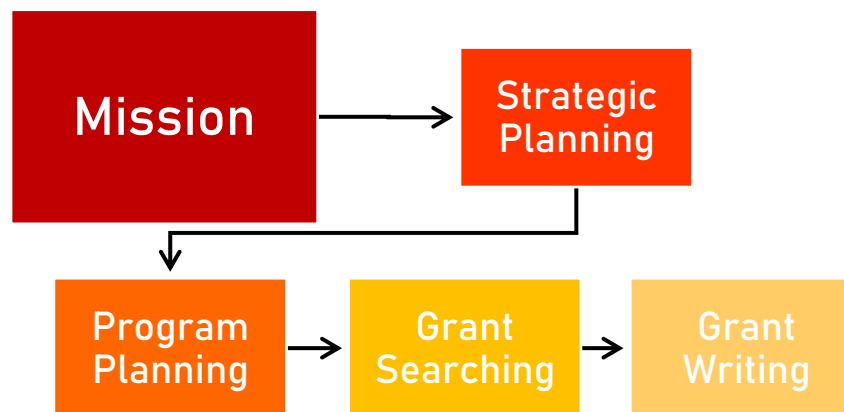 Mission
Strategic
Planning
Program
Planning
Grant
Searching
Grant
Writing